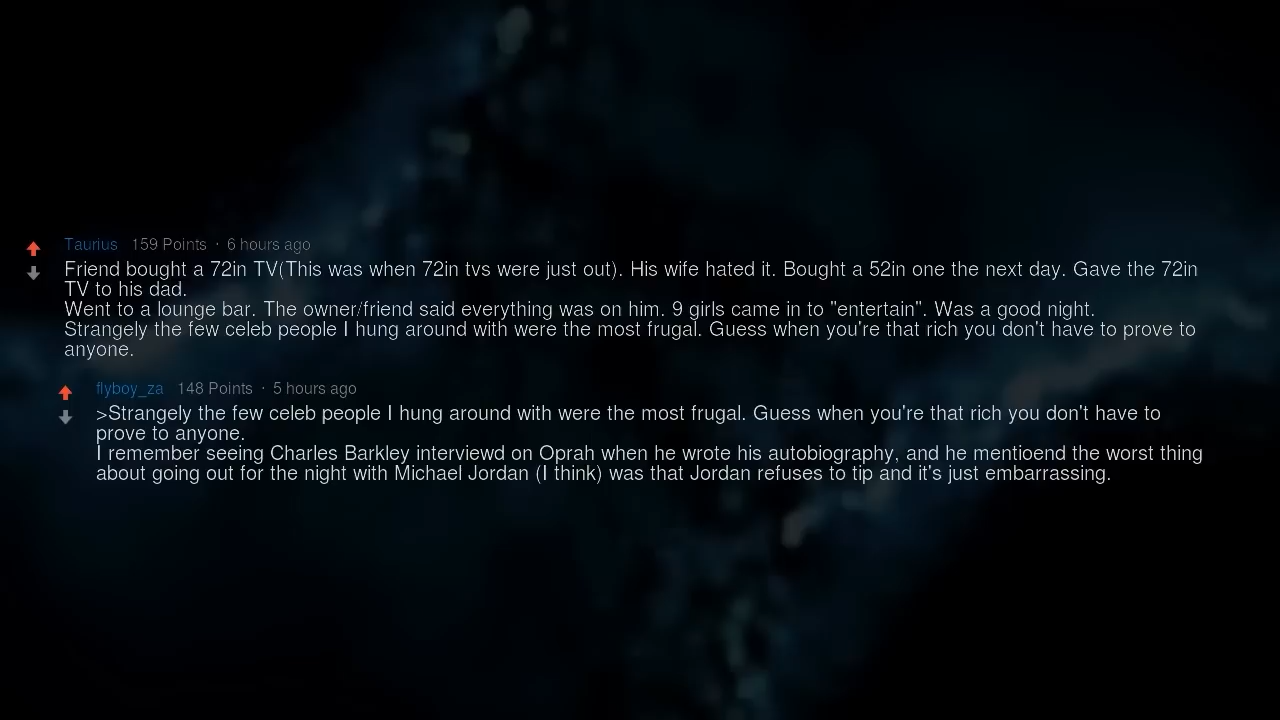 Taurius 159 Points · 6 hours ago
Friend bought a 72in TV(This was when 72in tvs were just out). His wife hated it. Bought a 52in one the next day. Gave the 72in
TV to his dad.
Went to a lounge bar. The owner/friend said everything was on him. 9 girls came in to "entertain". Was a good night.
Strangely the few celeb people I hung around with were the most frugal. Guess when you're that rich you don't have to prove to
anyone.
flyboy_za 148 Points · 5 hours ago
>Strangely the few celeb people I hung around with were the most frugal. Guess when you're that rich you don't have to
prove to anyone.
I remember seeing Charles Barkley interviewd on Oprah when he wrote his autobiography, and he mentioend the worst thing
about going out for the night with Michael Jordan (I think) was that Jordan refuses to tip and it's just embarrassing.